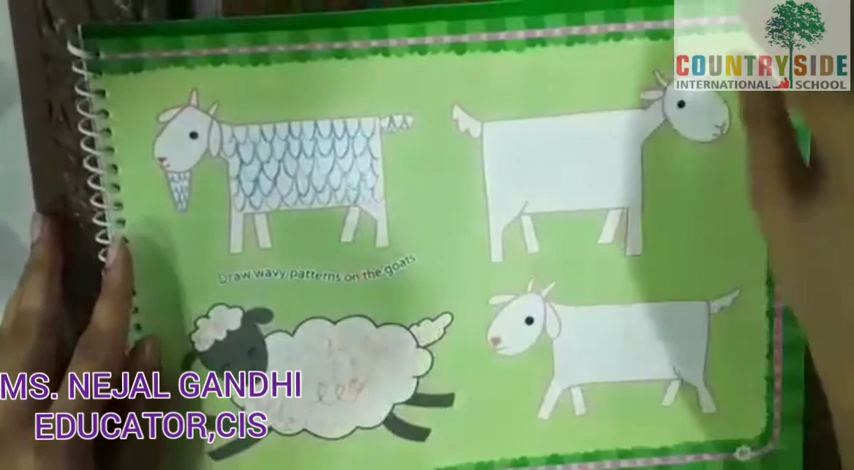 COUNTRYSIDE
INTERNATIONAL SCHOOL
Draw wavy patterns on the goats
MS. NEJAL GANDHI
EDUCATOR,CIS